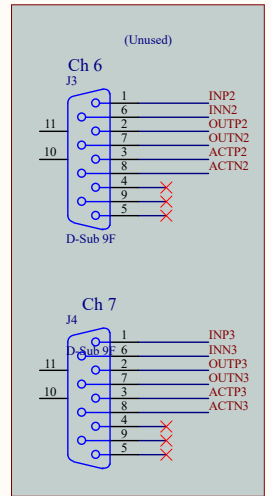 (Unused)
Ch 6
J3
1 INP2
6 INN2
11 2 OUTP2
7 OUTN2
10 3 ACTP2
8 ACTN2
4
9
5
D-Sub 9F
Ch 7
J4
1 INP3
D-Sub 9F 6 INN3
11 2 OUTP3
7 OUTN3
10 3 ACTP3
8 ACTN3
4
9
5